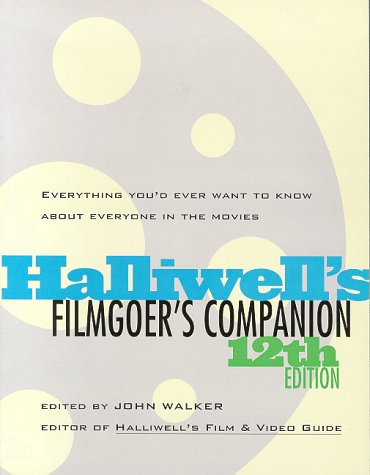 EVERYTHING YOU'D EVER WANT TO KNOW
ABOUT EVERYONE IN THE MOVIES
Halliwell's
FILMGOER'S COMPANION
12th
EDITION
EDITED BY JOHN WALKER
EDITOR OF HALLIWELL'S FILM & VIDEO GUIDE